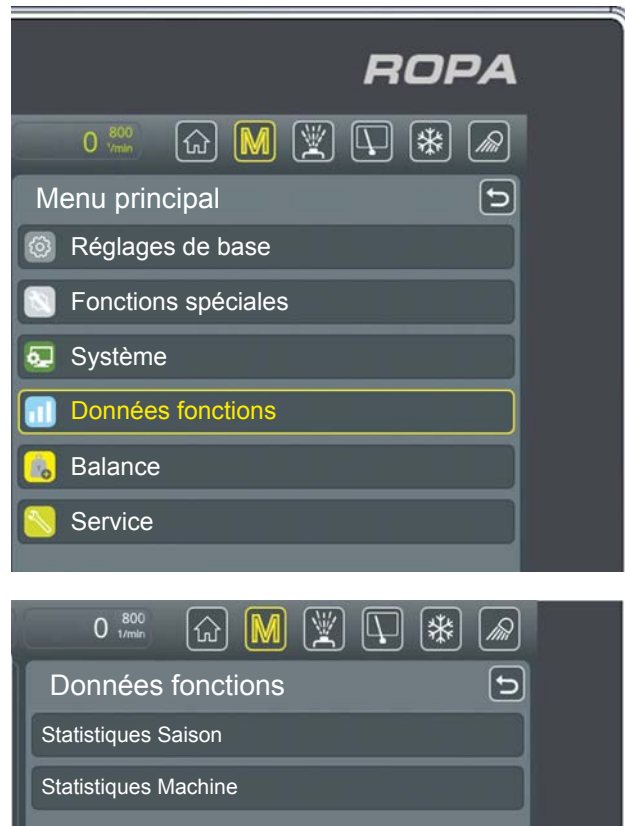 ROPA
0 800 1/min
M
Menu principal
Réglages de base
Fonctions spéciales
Système
Données fonctions
Balance
Service
0 800 1/min
M
Données fonctions
Statistiques Saison
Statistiques Machine